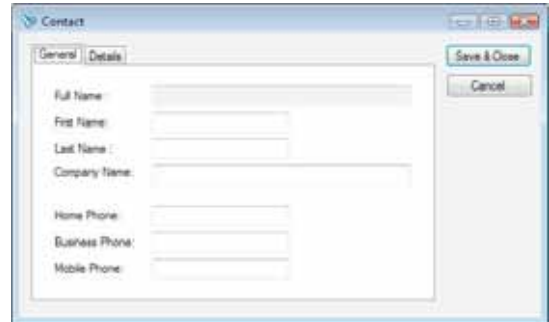 Contact
General Details
Save & Close
Cancel
Full Name:
First Name:
Last Name :
Company Name:
Home Phone:
Business Phone:
Mobile Phone: